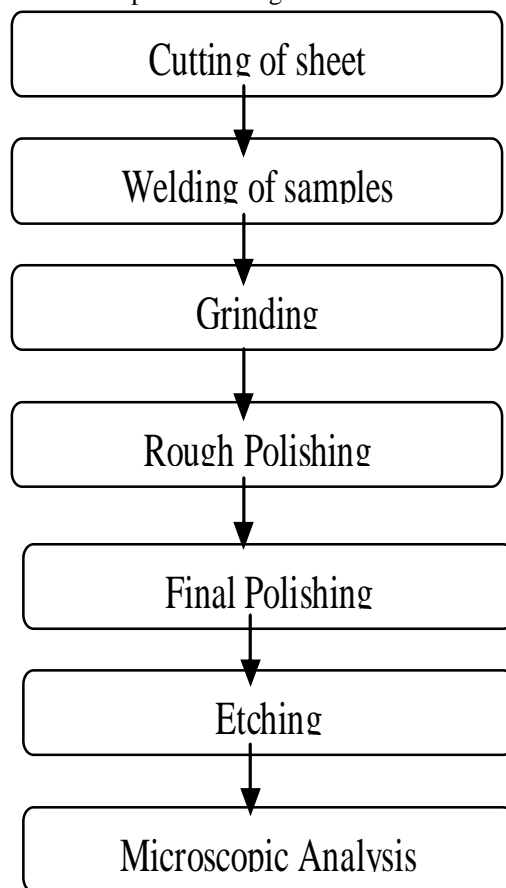 Cutting of sheet
Welding of samples
Grinding
Rough Polishing
Final Polishing
Etching
Microscopic Analysis